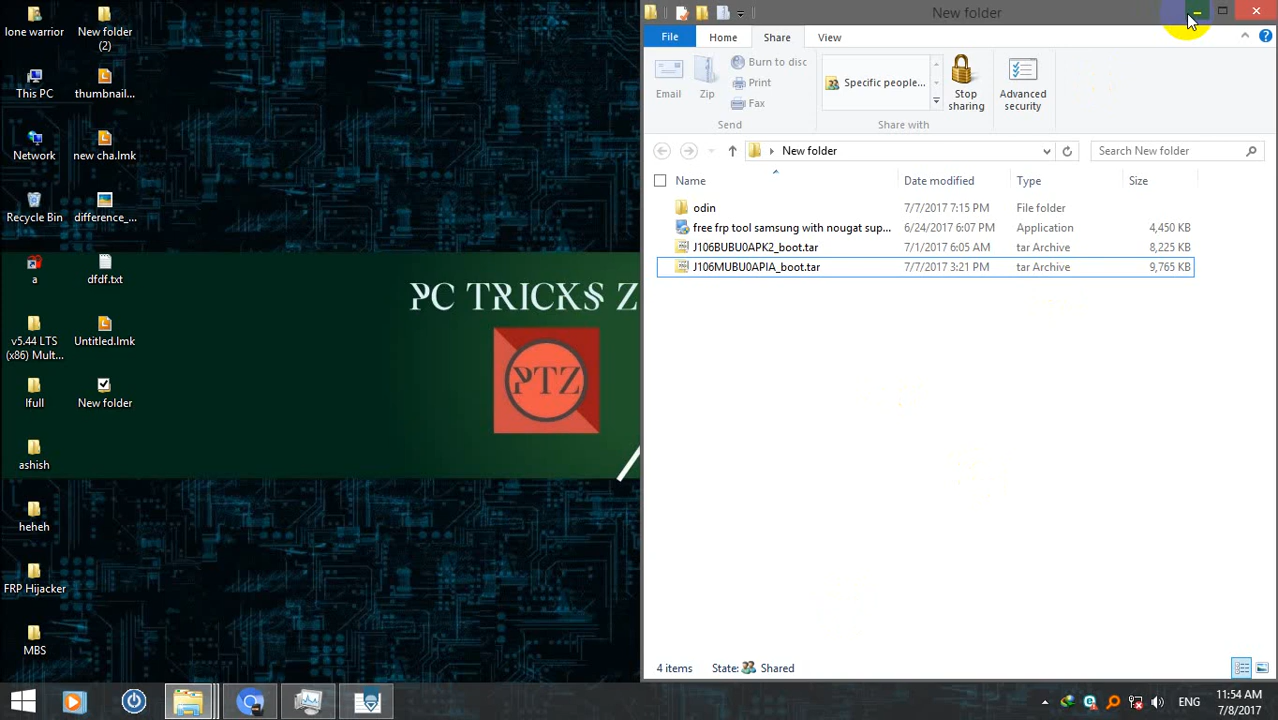 lone warrior
New folder
(2)
This PC
thumbnail...
Network
new cha.lmk
Recycle Bin
difference_...
a
dfdf.txt
v5.44 LTS
(x86) Mult...
Untitled.lmk
lfull
New folder
ashish
heheh
FRP Hijacker
MBS
PC TRICKS Z
PTZ
New folder
File Home Share View
Email
Zip
Burn to disc
Print
Fax
Send
Specific people...
Share with
Stop
sharing
Advanced
security
New folder
Search New folder
Name Date modified Type Size
odin 7/7/2017 7:15 PM File folder
free frp tool samsung with nougat sup... 6/24/2017 6:07 PM Application 4,450 KB
J106BUBU0APK2_boot.tar 7/1/2017 6:05 AM tar Archive 8,225 KB
J106MUBU0APIA_boot.tar 7/7/2017 3:21 PM tar Archive 9,765 KB
4 items State: Shared
ENG
11:54 AM
7/8/2017